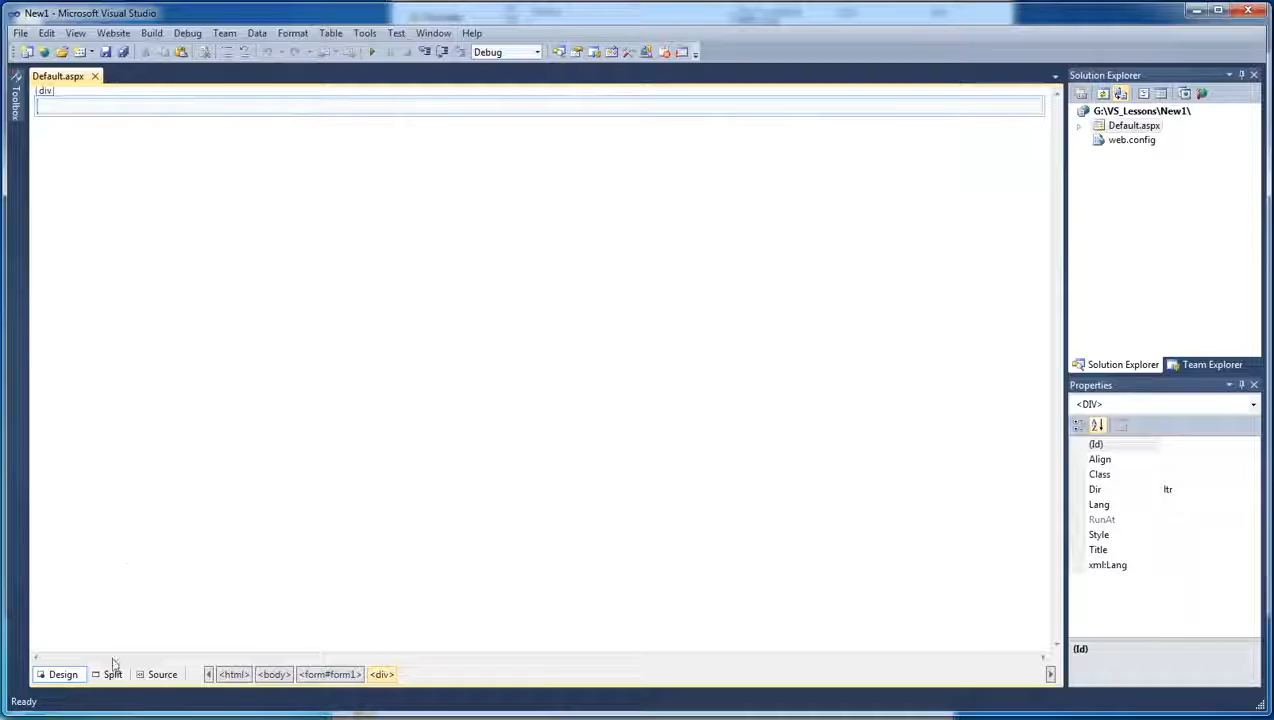 New1 - Microsoft Visual Studio
File Edit View Website Build Debug Team Data Format Table Tools Test Window Help
Debug
Default.aspx
Toolbox
div
Solution Explorer
G:\VS_Lessons\New1\
Default.aspx
web.config
Solution Explorer Team Explorer
Properties
<DIV>
(Id)
Align
Class
Dir ltr
Lang
RunAt
Style
Title
xml:Lang
(Id)
Design Split Source <html> <body> <form#form1> <div>
Ready